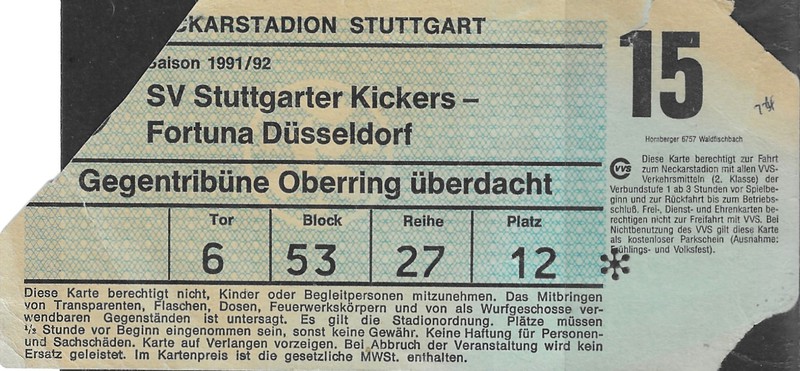 CKARSTADION STUTTGART
Saison 1991/92
SV Stuttgarter Kickers –
Fortuna Düsseldorf
Gegentribüne Oberring überdacht
Tor Block Reihe Platz
6 53 27 12
Diese Karte berechtigt nicht, Kinder oder Begleitpersonen mitzunehmen. Das Mitbringen
von Transparenten, Flaschen, Dosen, Feuerwerkskörpern und von als Wurfgeschosse ver-
wendbaren Gegenständen ist untersagt. Es gilt die Stadionordnung. Plätze müssen
½ Stunde vor Beginn eingenommen sein, sonst keine Gewähr. Keine Haftung für Personen-
und Sachschäden. Karte auf Verlangen vorzeigen. Bei Abbruch der Veranstaltung wird kein
Ersatz geleistet. Im Kartenpreis ist die gesetzliche MWSt. enthalten.
15
Hornberger 6757 Waldfischbach
VVS
Diese Karte berechtigt zur Fahrt
zum Neckarstadion mit allen VVS-
Verkehrsmitteln (2. Klasse) der
Verbundstufe 1 ab 3 Stunden vor Spielbe-
ginn und zur Rückfahrt bis zum Betriebs-
schluß. Frei-, Dienst- und Ehrenkarten be-
rechtigen nicht zur Freifahrt mit VVS. Bei
Nichtbenutzung des VVS gilt diese Karte
als kostenloser Parkschein (Ausnahme:
Frühlings- und Volksfest).